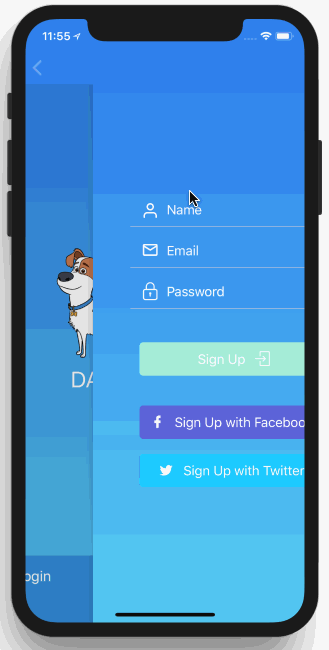 11:55
Name
Email
Password
DA
Sign Up
Sign Up with Faceboo
Sign Up with Twitter
ogin